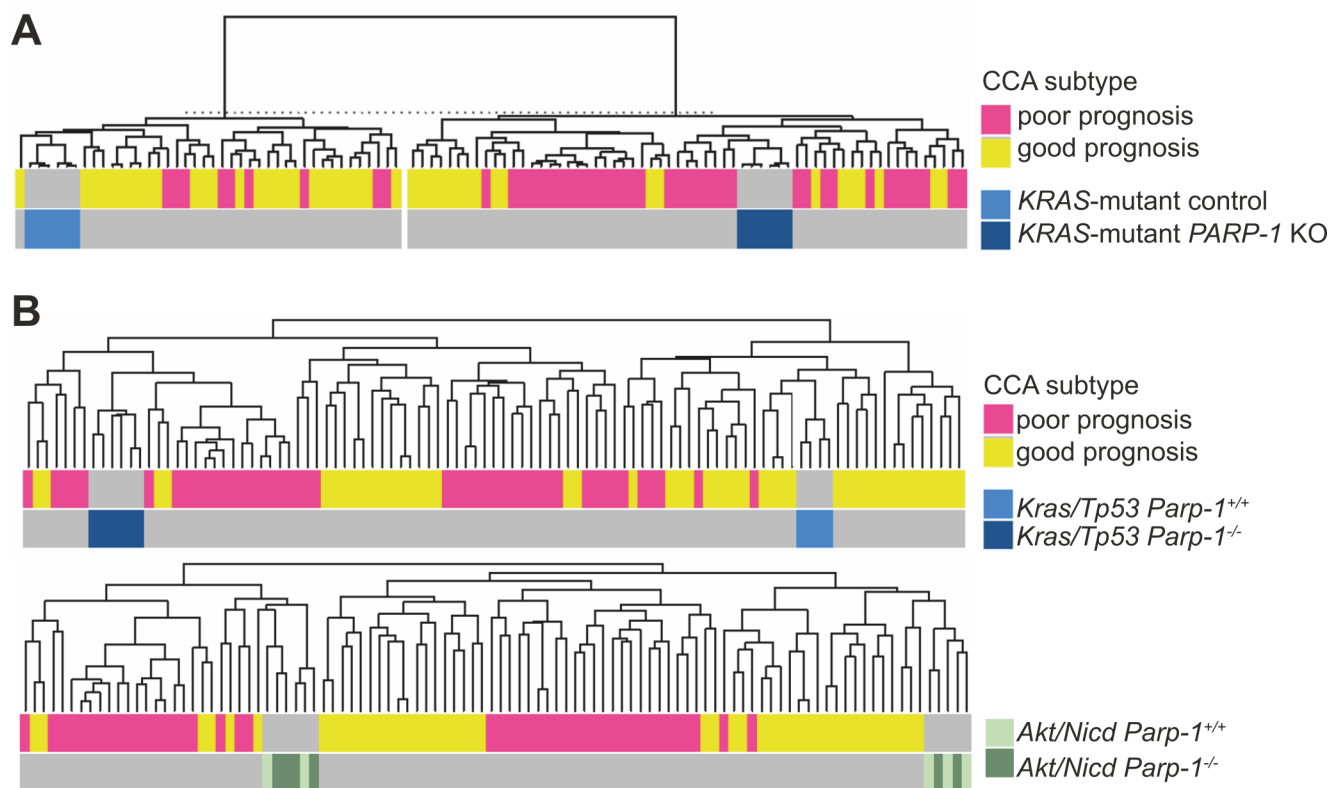 A
CCA subtype
poor prognosis
good prognosis
KRAS-mutant control
KRAS-mutant PARP-1 KO
B
CCA subtype
poor prognosis
good prognosis
Kras/Tp53 Parp-1+/+
Kras/Tp53 Parp-1-/-
Akt/Nicd Parp-1+/+
Akt/Nicd Parp-1-/-